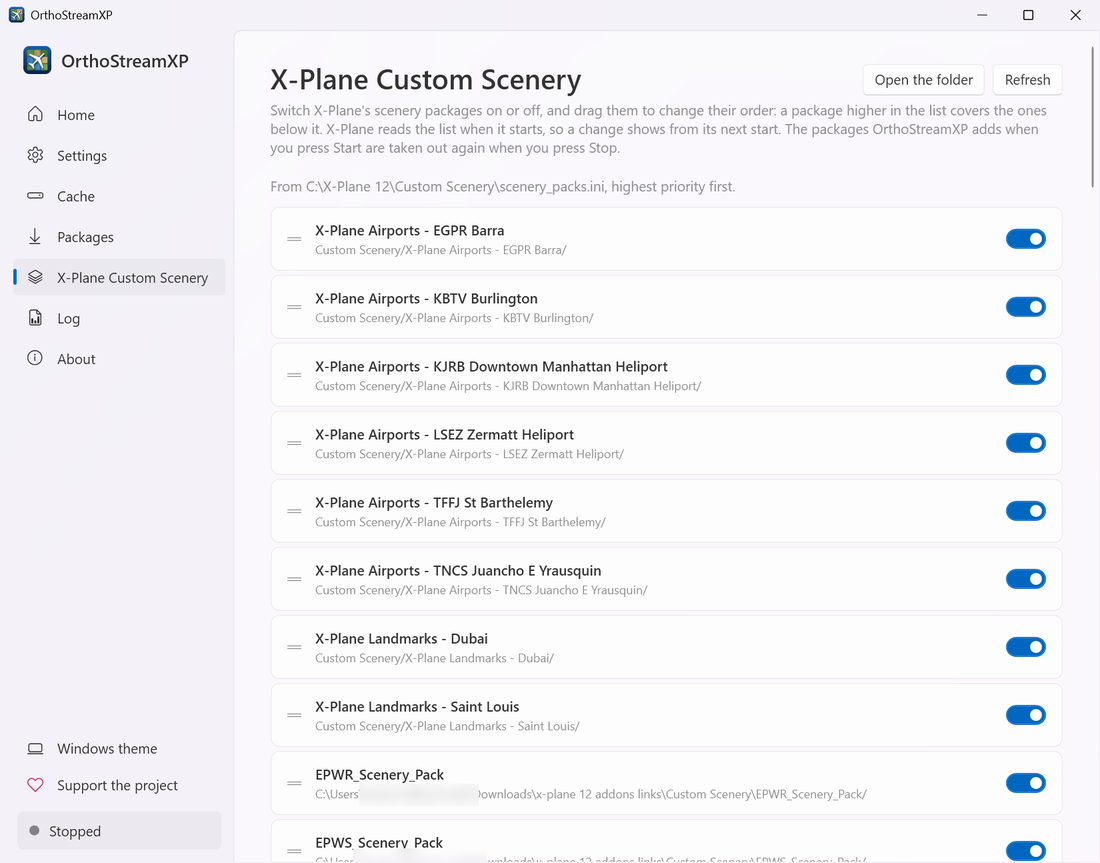 OrthoStreamXP
OrthoStreamXP
Home
Settings
Cache
Packages
X-Plane Custom Scenery
Log
About
Windows theme
Support the project
Stopped
X-Plane Custom Scenery
Open the folder
Refresh
Switch X-Plane's scenery packages on or off, and drag them to change their order: a package higher in the list covers the ones
below it. X-Plane reads the list when it starts, so a change shows from its next start. The packages OrthoStreamXP adds when
you press Start are taken out again when you press Stop.
From C:\X-Plane 12\Custom Scenery\scenery_packs.ini, highest priority first.
X-Plane Airports - EGPR Barra
Custom Scenery/X-Plane Airports - EGPR Barra/
X-Plane Airports - KBTV Burlington
Custom Scenery/X-Plane Airports - KBTV Burlington/
X-Plane Airports - KJRB Downtown Manhattan Heliport
Custom Scenery/X-Plane Airports - KJRB Downtown Manhattan Heliport/
X-Plane Airports - LSEZ Zermatt Heliport
Custom Scenery/X-Plane Airports - LSEZ Zermatt Heliport/
X-Plane Airports - TFFJ St Barthelemy
Custom Scenery/X-Plane Airports - TFFJ St Barthelemy/
X-Plane Airports - TNCS Juancho E Yrausquin
Custom Scenery/X-Plane Airports - TNCS Juancho E Yrausquin/
X-Plane Landmarks - Dubai
Custom Scenery/X-Plane Landmarks - Dubai/
X-Plane Landmarks - Saint Louis
Custom Scenery/X-Plane Landmarks - Saint Louis/
EPWR_Scenery_Pack
C:\Users ownloads\x-plane 12 addons links\Custom Scenery\EPWR_Scenery_Pack/
EPWS_Scenery_Pack
C:\User wnloads\x-plane 12 addons links\Custom Scenery\EPWS_Scenery_Pack/